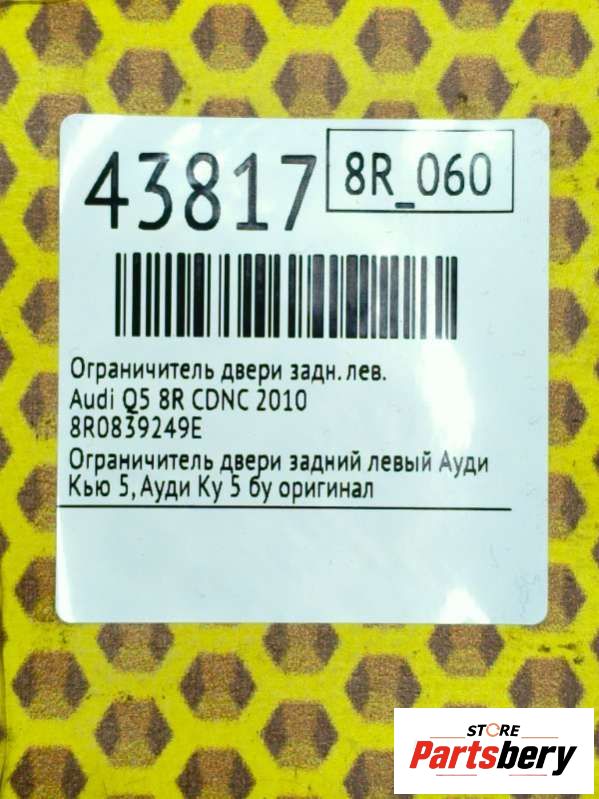 43817
8R_060
Ограничитель двери задн. лев.
Audi Q5 8R CDNC 2010
8R0839249E
Ограничитель двери задний левый Ауди
Кью 5, Ауди Ку 5 бу оригинал
STORE
Partsbery